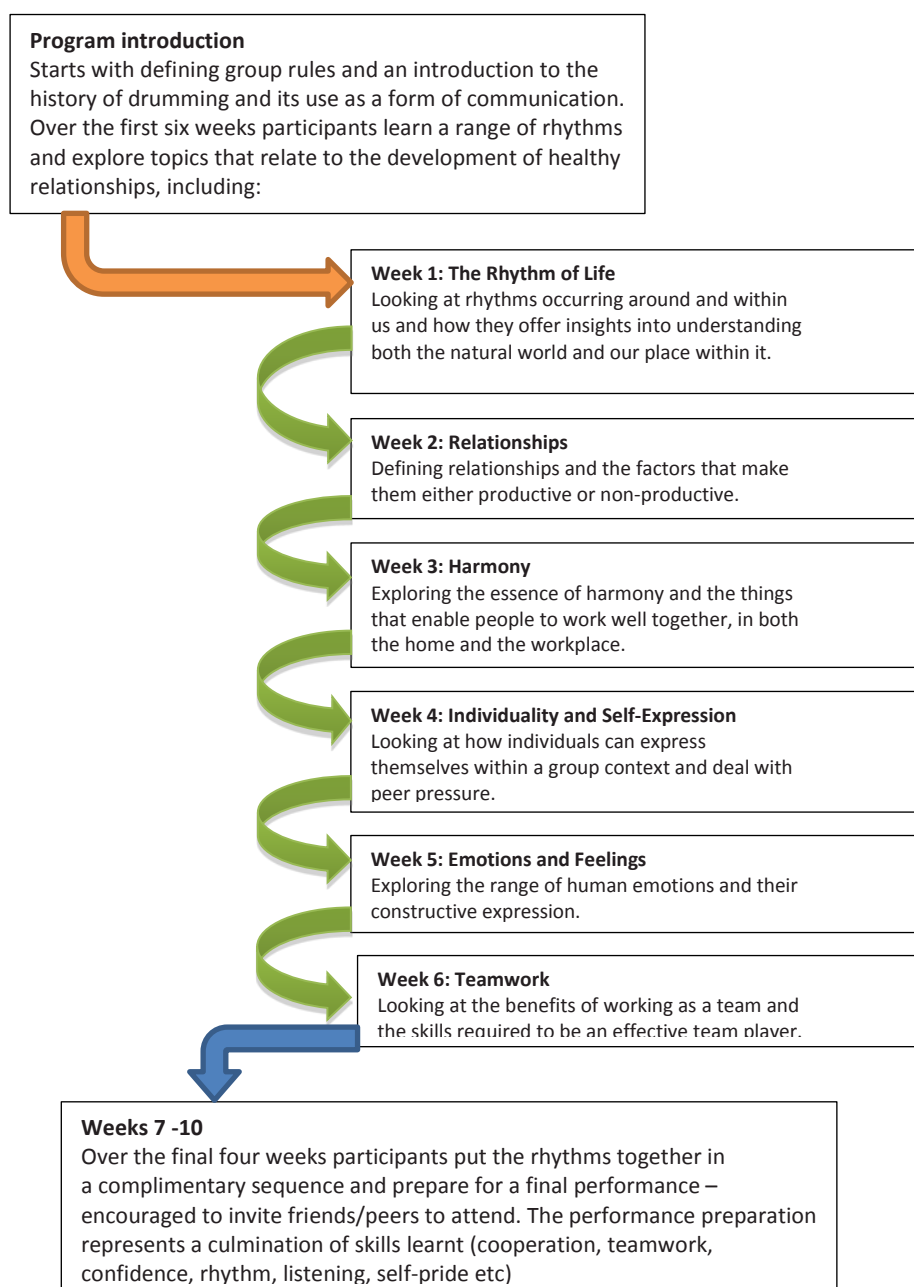 Program introduction
Starts with defining group rules and an introduction to the
history of drumming and its use as a form of communication.
Over the first six weeks participants learn a range of rhythms
and explore topics that relate to the development of healthy
relationships, including:
Week 1: The Rhythm of Life
Looking at rhythms occurring around and within
us and how they offer insights into understanding
both the natural world and our place within it.
Week 2: Relationships
Defining relationships and the factors that make
them either productive or non-productive.
Week 3: Harmony
Exploring the essence of harmony and the things
that enable people to work well together, in both
the home and the workplace.
Week 4: Individuality and Self-Expression
Looking at how individuals can express
themselves within a group context and deal with
peer pressure.
Week 5: Emotions and Feelings
Exploring the range of human emotions and their
constructive expression.
Week 6: Teamwork
Looking at the benefits of working as a team and
the skills required to be an effective team player.
Weeks 7 -10
Over the final four weeks participants put the rhythms together in
a complimentary sequence and prepare for a final performance –
encouraged to invite friends/peers to attend. The performance preparation
represents a culmination of skills learnt (cooperation, teamwork,
confidence, rhythm, listening, self-pride etc)